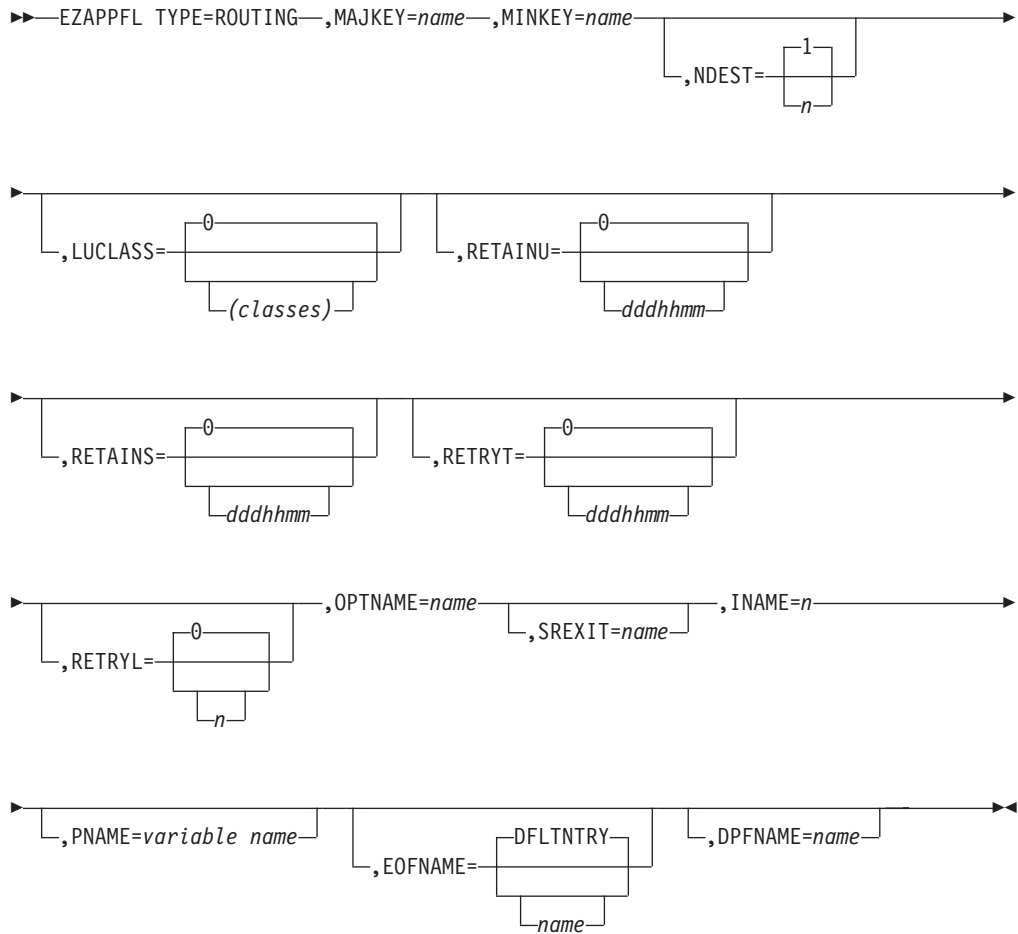 EZAPPFL TYPE=ROUTING ,MAJKEY=name ,MINKEY=name
1
,NDEST=
n
0 0
,LUCLASS= ,RETAINU=
(classes) dddhhmm
0 0
,RETAINS= ,RETRYT=
dddhhmm dddhhmm
,OPTNAME=name ,INAME=n
0 ,SREXIT=name
,RETRYL=
n
DFLTNTRY
,PNAME=variable name ,DPFNAME=name
,EOFNAME=
name